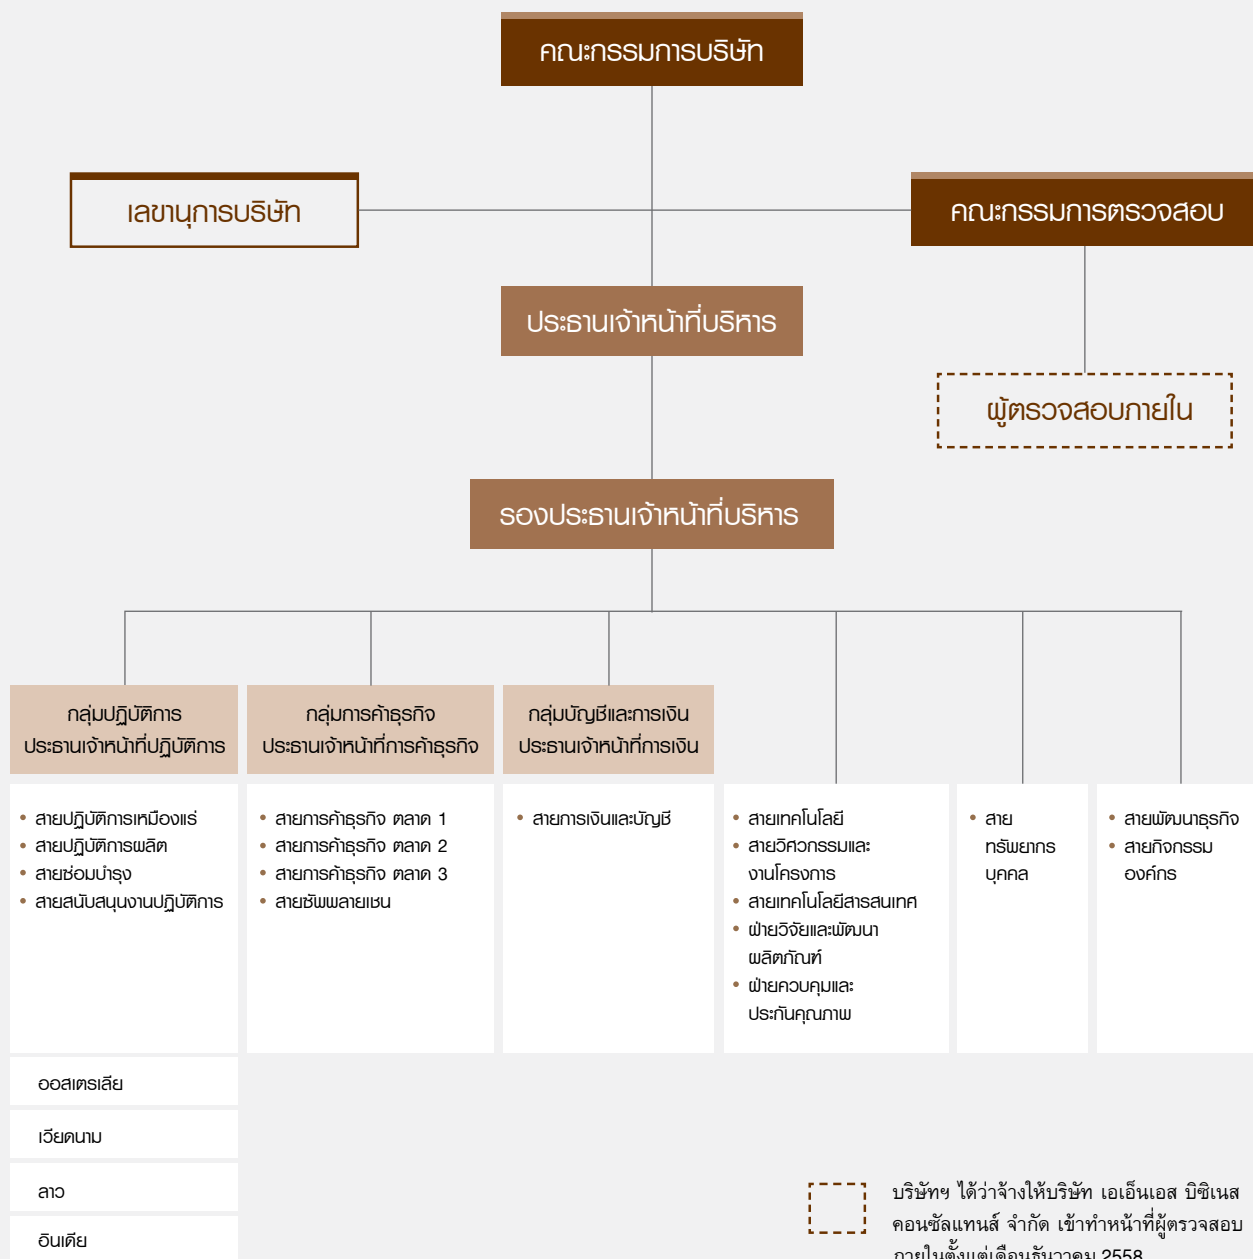 คณะกรรมการบริษัท
เลขานุการบริษัท
คณะกรรมการตรวจสอบ
ประธานเจ้าหน้าที่บริหาร
ผู้ตรวจสอบภายใน
รองประธานเจ้าหน้าที่บริหาร
กลุ่มปฏิบัติการ
ประธานเจ้าหน้าที่ปฏิบัติการ
กลุ่มการค้าธุรกิจ
ประธานเจ้าหน้าที่การค้าธุรกิจ
กลุ่มบัญชีและการเงิน
ประธานเจ้าหน้าที่การเงิน
• สายปฏิบัติการเหมืองแร่
• สายปฏิบัติการผลิต
• สายซ่อมบำรุง
• สายสนับสนุนงานปฏิบัติการ
• สายการค้าธุรกิจ ตลาด 1
• สายการค้าธุรกิจ ตลาด 2
• สายการค้าธุรกิจ ตลาด 3
• สายซัพพลายเชน
• สายการเงินและบัญชี
• สายเทคโนโลยี
• สายวิศวกรรมและ
งานโครงการ
• สายเทคโนโลยีสารสนเทศ
• ฝ่ายวิจัยและพัฒนา
ผลิตภัณฑ์
• ฝ่ายควบคุมและ
ประกันคุณภาพ
• สาย
ทรัพยากร
บุคคล
• สายพัฒนาธุรกิจ
• สายกิจกรรม
องค์กร
ออสเตรเลีย
เวียดนาม
ลาว
อินเดีย
บริษัทฯ ได้ว่าจ้างให้บริษัท เอเอ็นเอส บิซิเนส
คอนซัลแทนส์ จำกัด เข้าทำหน้าที่ผู้ตรวจสอบ
ภายในตั้งแต่เดือนธันวาคม 2558